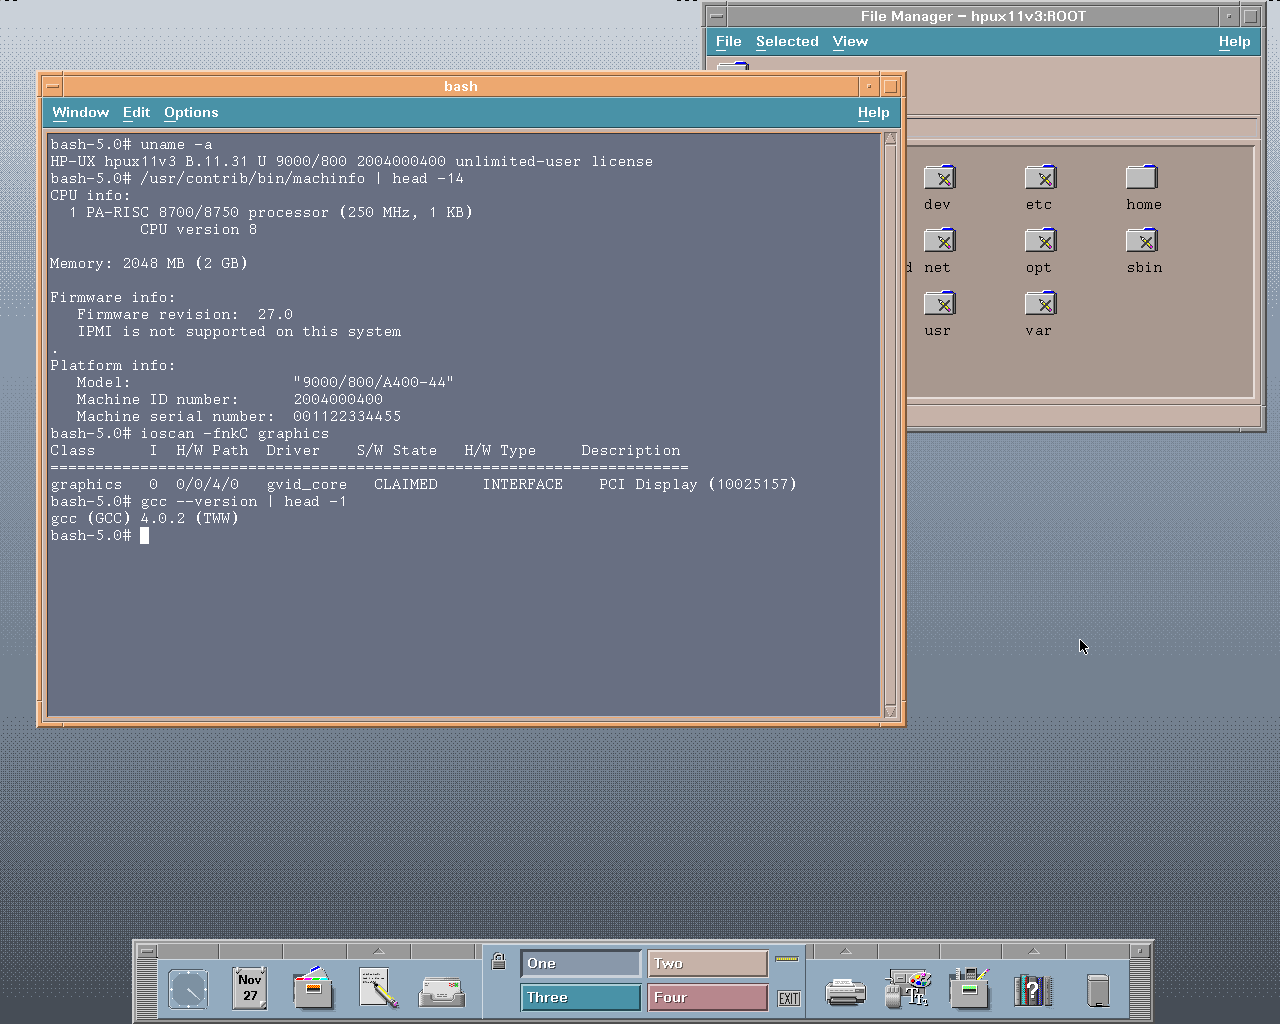 File Manager – hpux11v3:ROOT
File Selected View Help
bash
Window Edit Options Help
bash-5.0# uname -a
HP-UX hpux11v3 B.11.31 U 9000/800 2004000400 unlimited-user license
bash-5.0# /usr/contrib/bin/machinfo | head -14
CPU info:
1 PA-RISC 8700/8750 processor (250 MHz, 1 KB)
CPU version 8
Memory: 2048 MB (2 GB)
Firmware info:
Firmware revision: 27.0
IPMI is not supported on this system
.
Platform info:
Model: "9000/800/A400-44"
Machine ID number: 2004000400
Machine serial number: 001122334455
bash-5.0# ioscan -fnkC graphics
Class I H/W Path Driver S/W State H/W Type Description
=======================================================================
graphics 0 0/0/4/0 gvid_core CLAIMED INTERFACE PCI Display (10025157)
bash-5.0# gcc --version | head -1
gcc (GCC) 4.0.2 (TWW)
bash-5.0#
dev etc home
d net opt sbin
usr var
One Two
Three Four
EXIT
Nov
27
?